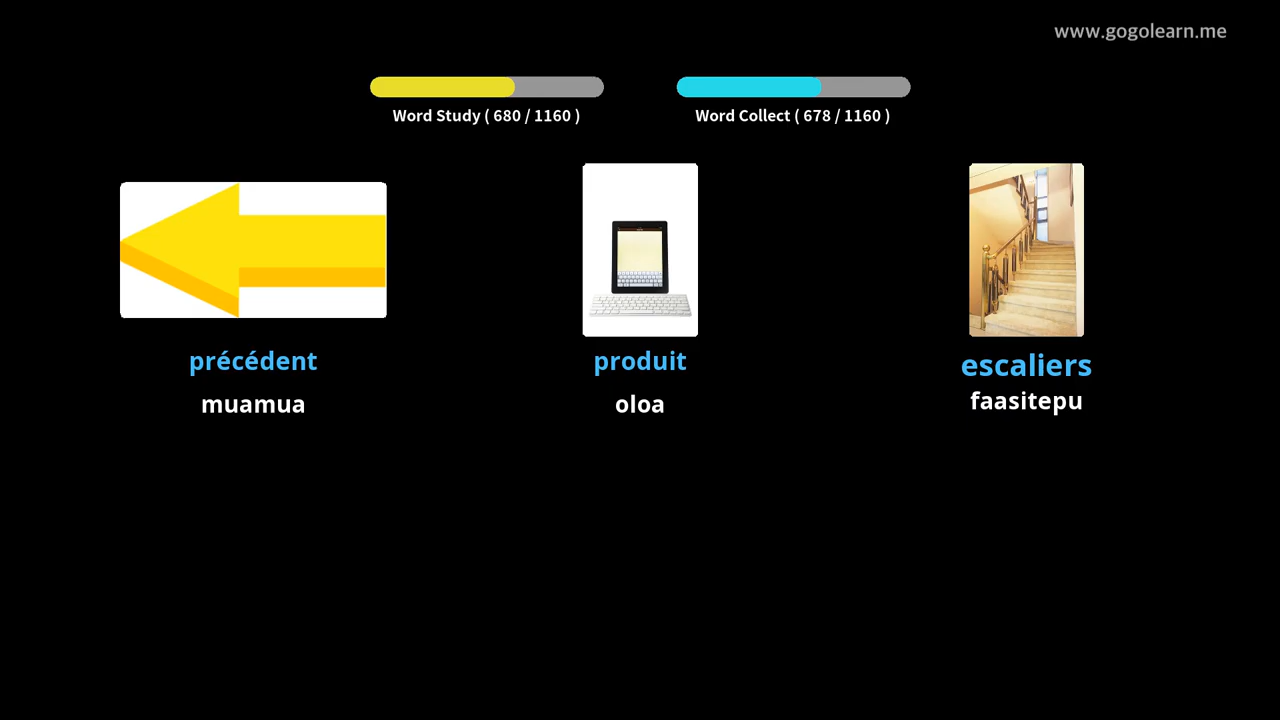 www.gogolearn.me
Word Study ( 680 / 1160 )
Word Collect ( 678 / 1160 )
précédent
produit
escaliers
muamua
oloa
faasitepu